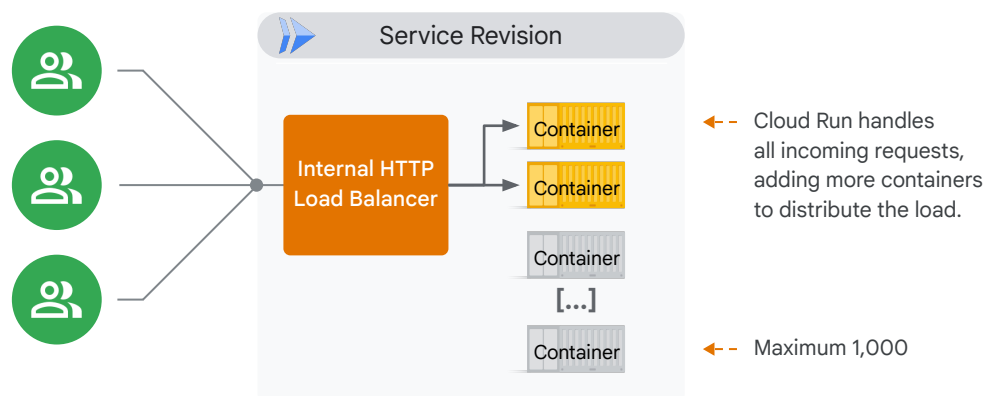 Service Revision
Internal HTTP
Load Balancer
Container
Container
Container
[...]
Container
Cloud Run handles
all incoming requests,
adding more containers
to distribute the load.
Maximum 1,000